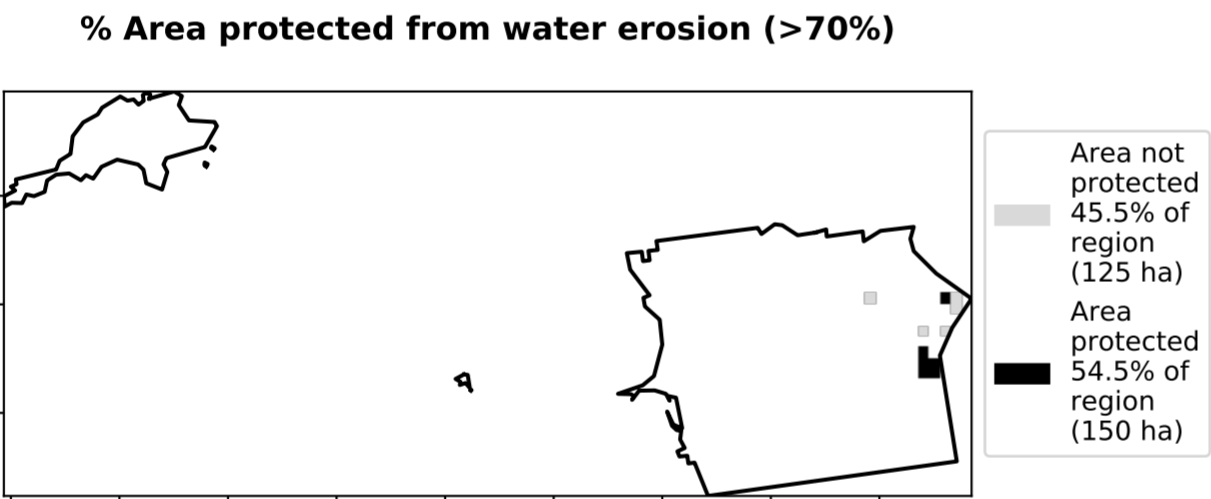 % Area protected from water erosion (>70%)
Area not
protected
45.5% of
region
(125 ha)
Area
protected
54.5% of
region
(150 ha)